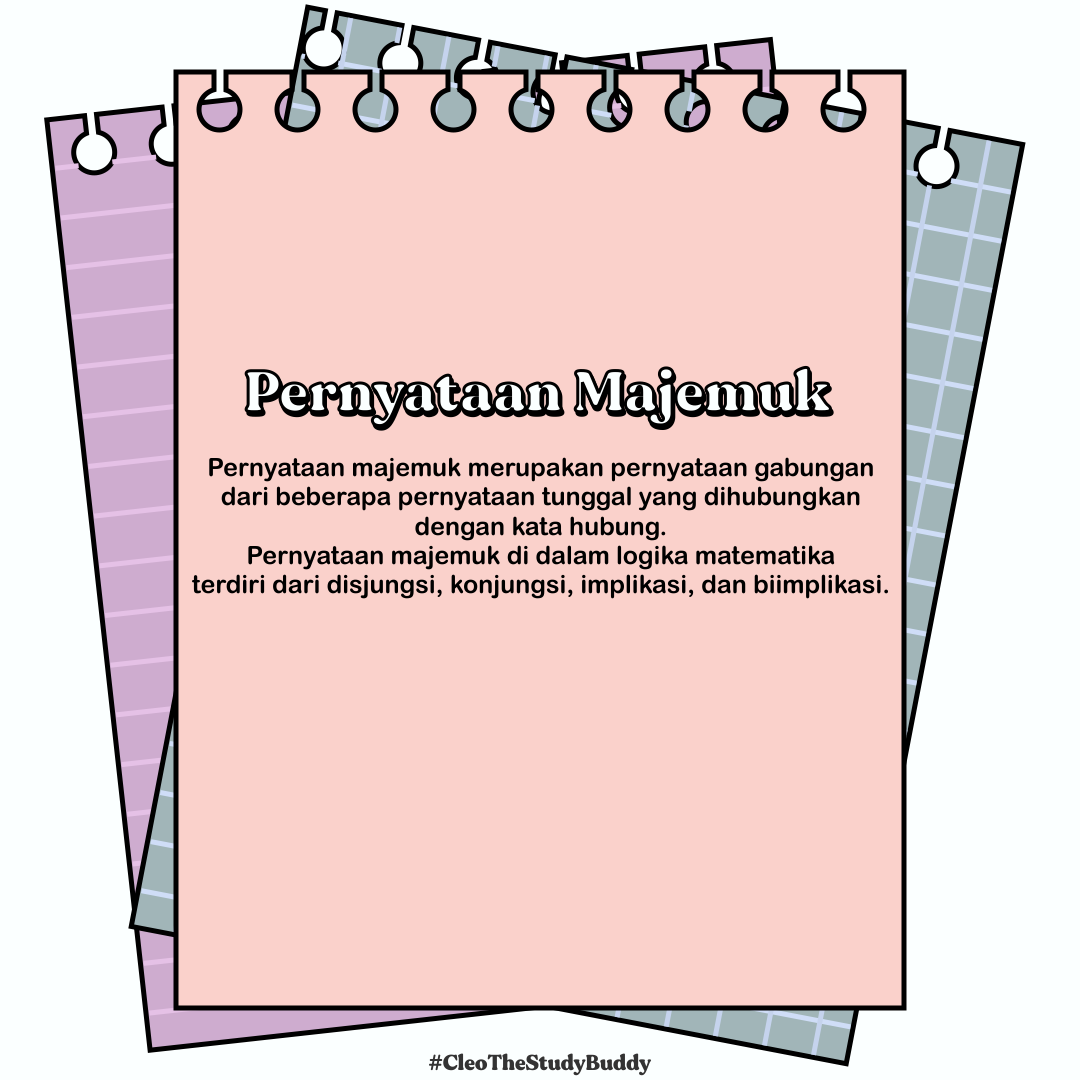 Pernyataan Majemuk
Pernyataan majemuk merupakan pernyataan gabungan
dari beberapa pernyataan tunggal yang dihubungkan
dengan kata hubung.
Pernyataan majemuk di dalam logika matematika
terdiri dari disjungsi, konjungsi, implikasi, dan biimplikasi.
#CleoTheStudyBuddy